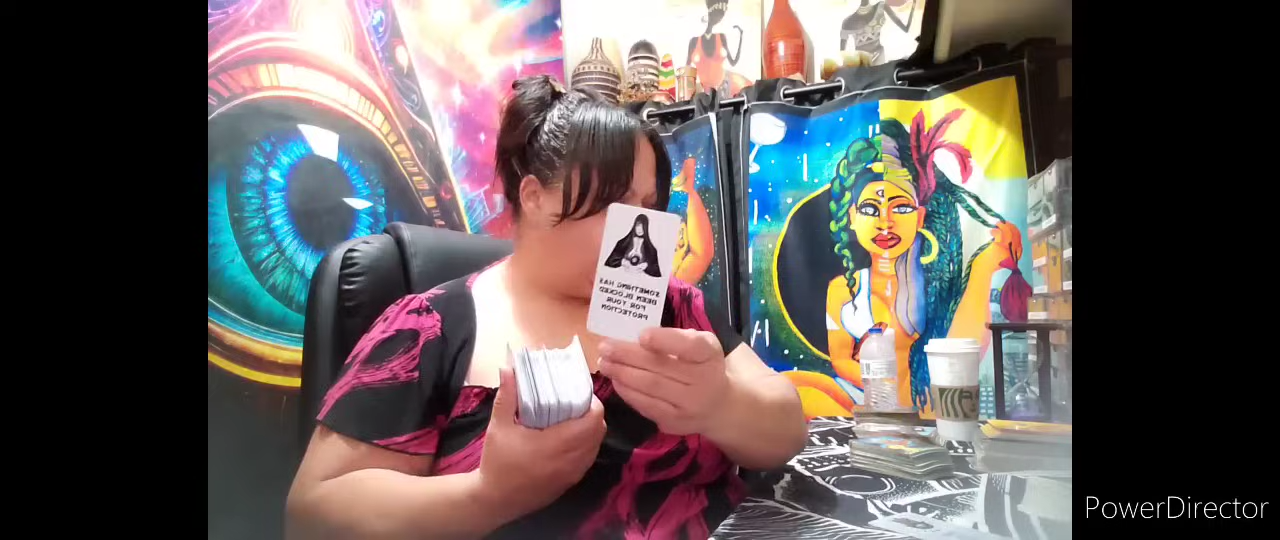 SOMETHING HAS
BEEN BLOCKED
FOR YOUR
PROTECTION
PowerDirector